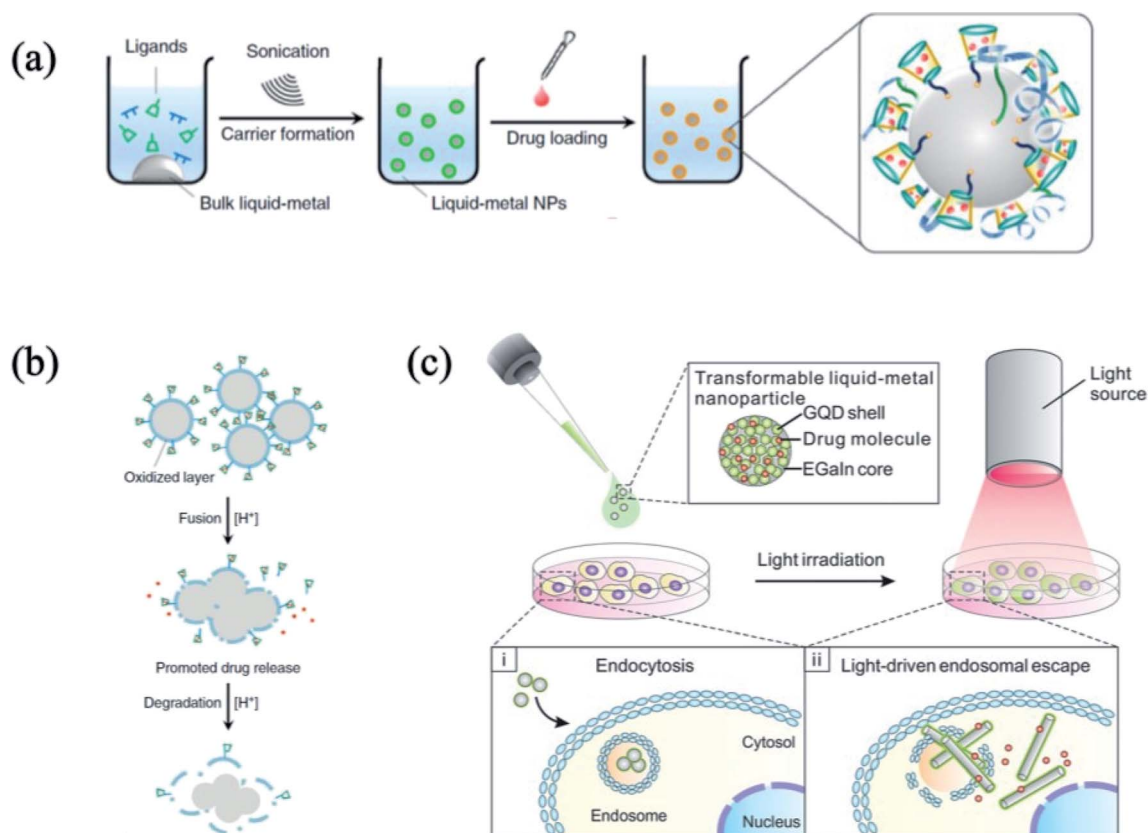 (a)
Ligands
Sonication
Carrier formation
Drug loading
Bulk liquid-metal
Liquid-metal NPs
(b)
Oxidized layer
Fusion [H⁺]
Promoted drug release
Degradation [H⁺]
(c)
Transformable liquid-metal
nanoparticle
GQD shell
Drug molecule
EGaIn core
Light
source
Light irradiation
i
Endocytosis
Cytosol
Endosome
Nucleus
ii
Light-driven endosomal escape